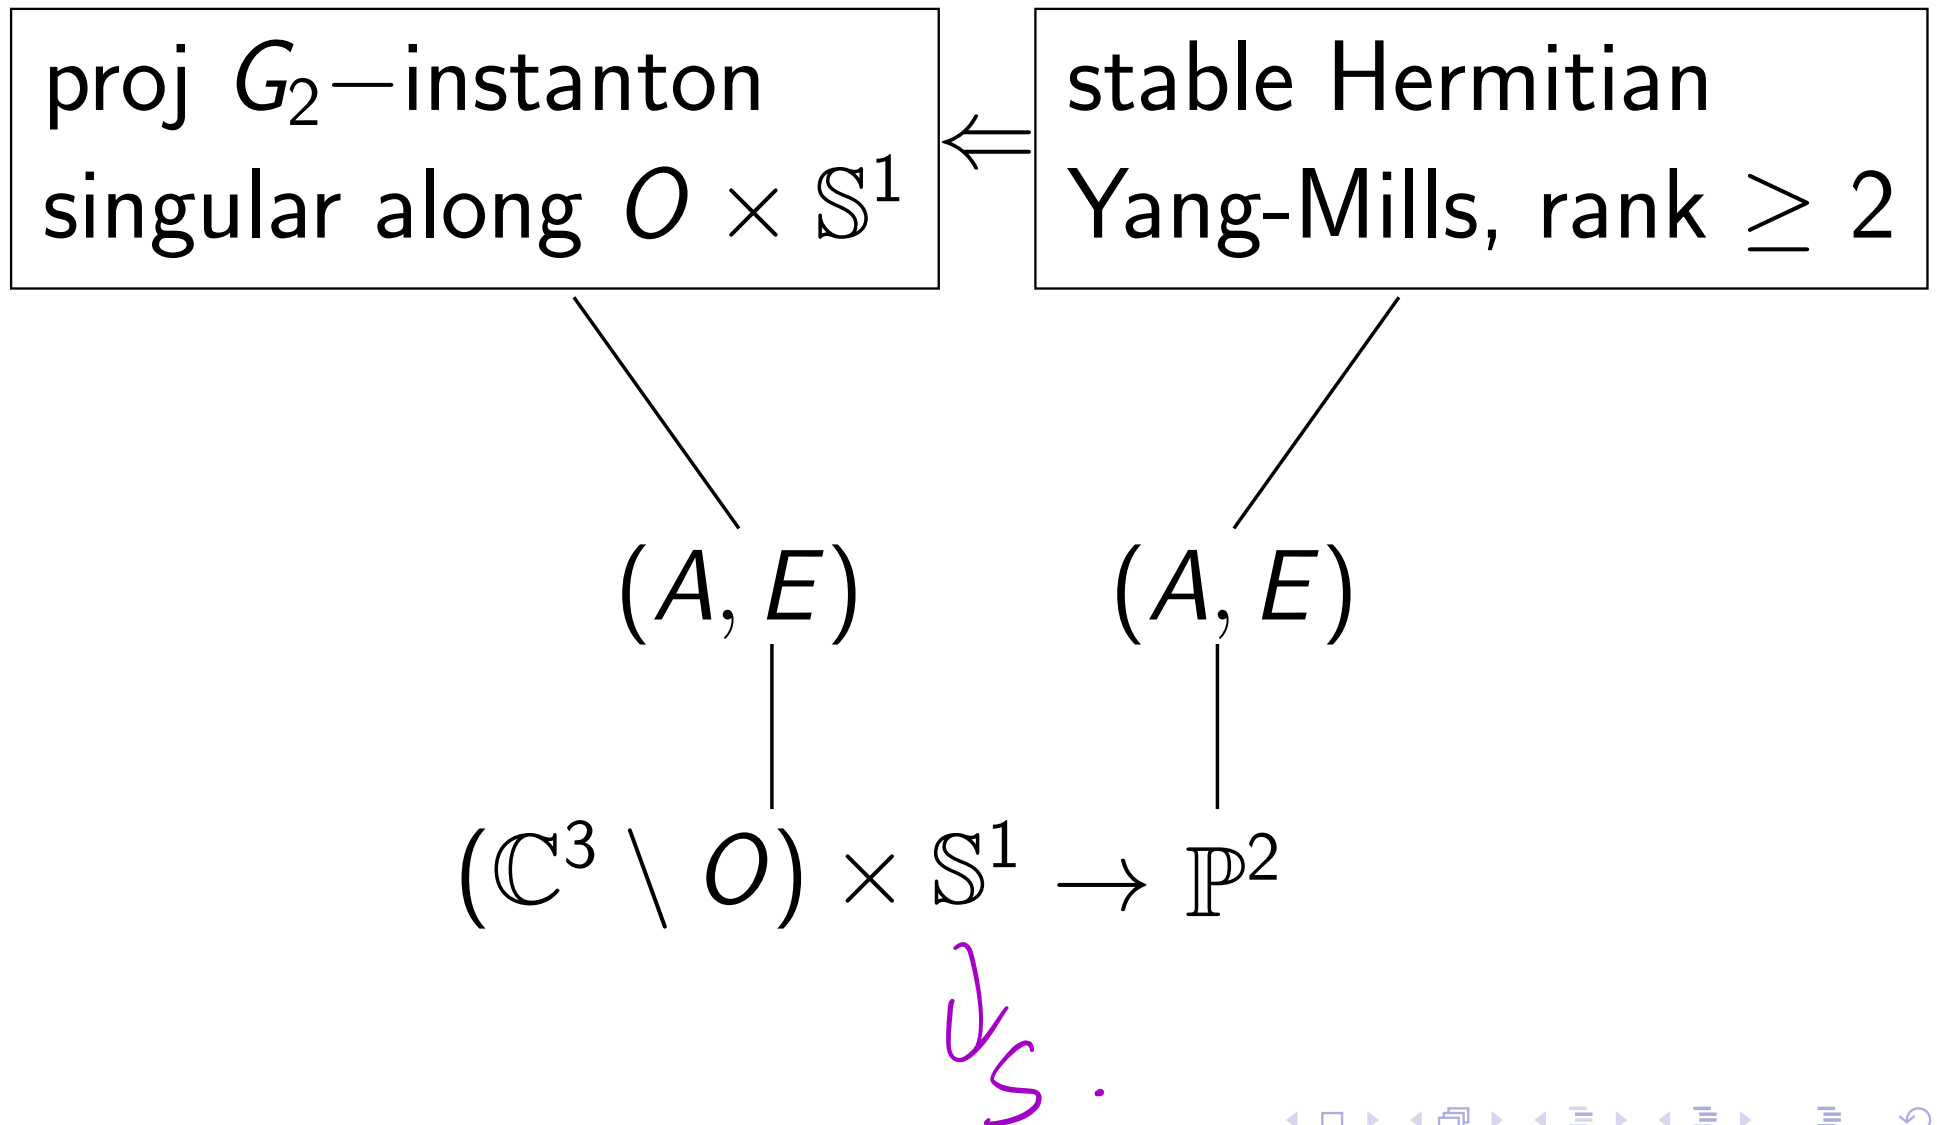 proj G₂−instanton
singular along O × 𝕊¹
⇐
stable Hermitian
Yang-Mills, rank ≥ 2
(A, E) (A, E)
(ℂ³ \ O) × 𝕊¹ → ℙ²
↓
S .